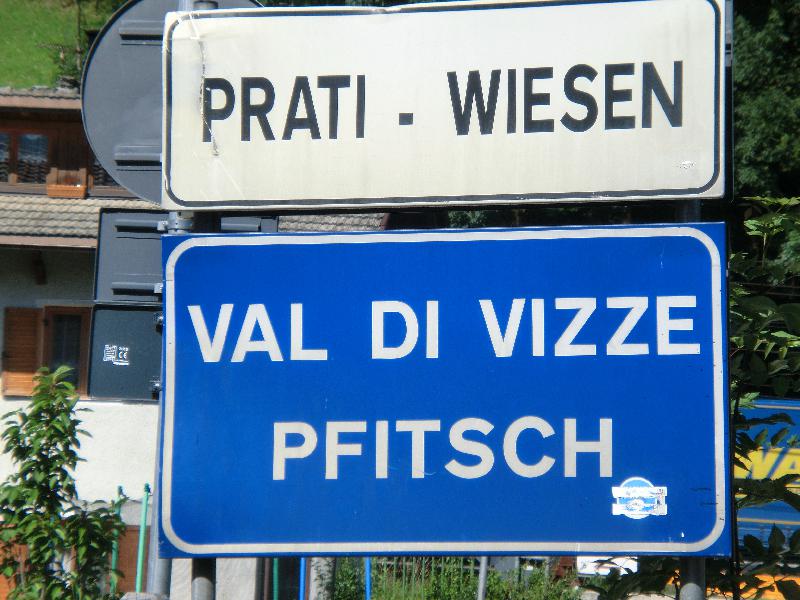 PRATI - WIESEN
VAL DI VIZZE
PFITSCH